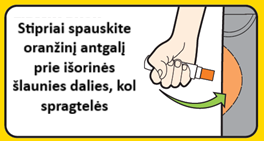 Stipriai spauskite
oranžinį antgalį
prie išorinės
šlaunies dalies, kol
spragtelės